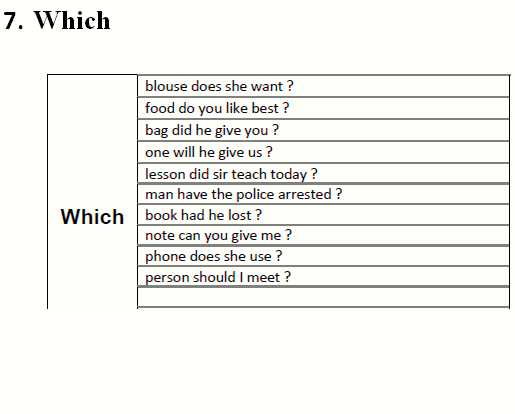 7. Which
blouse does she want ?
food do you like best ?
bag did he give you ?
one will he give us ?
lesson did sir teach today ?
man have the police arrested ?
Which
book had he lost ?
note can you give me ?
phone does she use ?
person should I meet ?